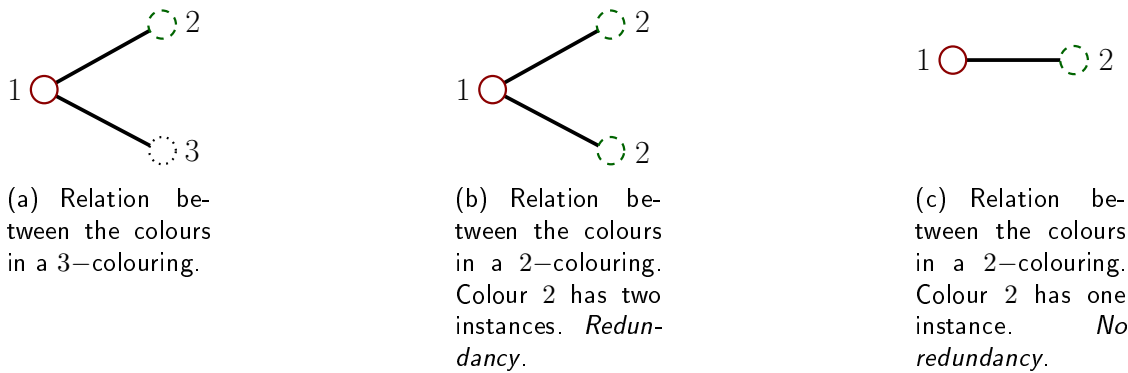 2
1
3
(a) Relation be-
tween the colours
in a 3−colouring.
2
1
2
(b) Relation be-
tween the colours
in a 2−colouring.
Colour 2 has two
instances. Redun-
dancy.
1 2
(c) Relation be-
tween the colours
in a 2−colouring.
Colour 2 has one
instance. No
redundancy.